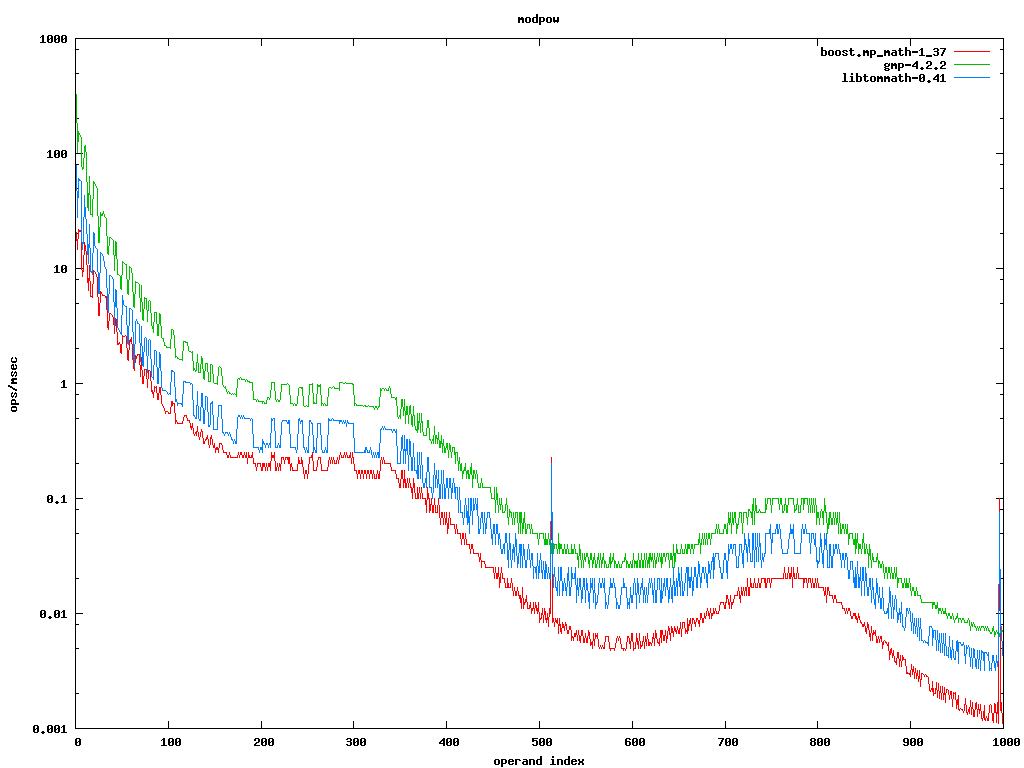 modpow
boost.mp_math-1_37
gmp-4.2.2
libtommath-0.41
1000
100
10
1
0.1
0.01
0.001
ops/msec
0 100 200 300 400 500 600 700 800 900 1000
operand index